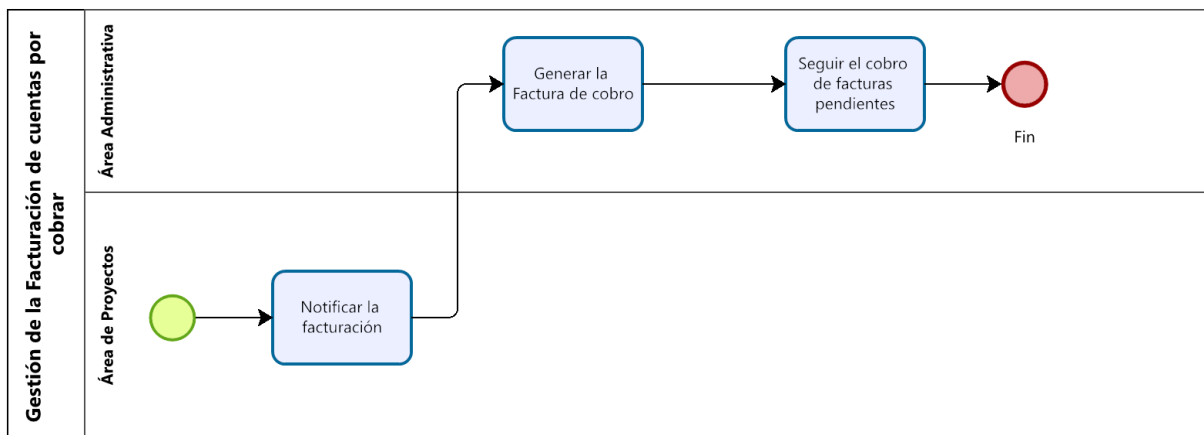 Gestión de la Facturación de cuentas por
cobrar
Área Administrativa
Generar la
Factura de cobro
Seguir el cobro
de facturas
pendientes
Fin
Área de Proyectos
Notificar la
facturación